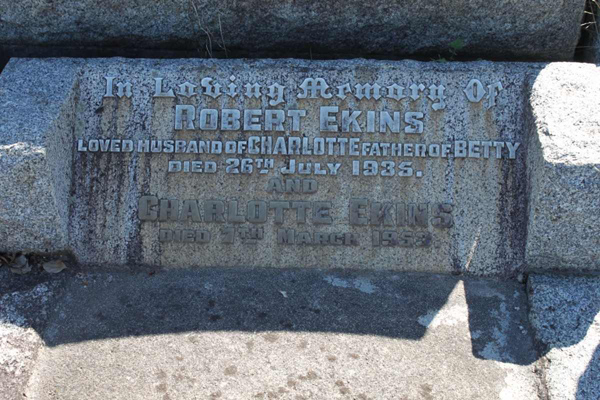 In Loving Memory Of
ROBERT EKINS
LOVED HUSBAND OF CHARLOTTE FATHER OF BETTY
DIED 26TH JULY 1935.
AND
CHARLOTTE EKINS
DIED 7TH MARCH 1953